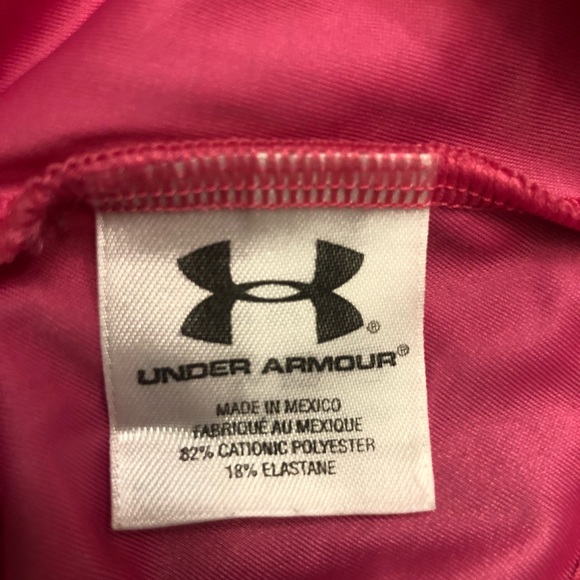 ®
UNDER ARMOUR®
MADE IN MEXICO
FABRIQUÉ AU MEXIQUE
82% CATIONIC POLYESTER
18% ELASTANE